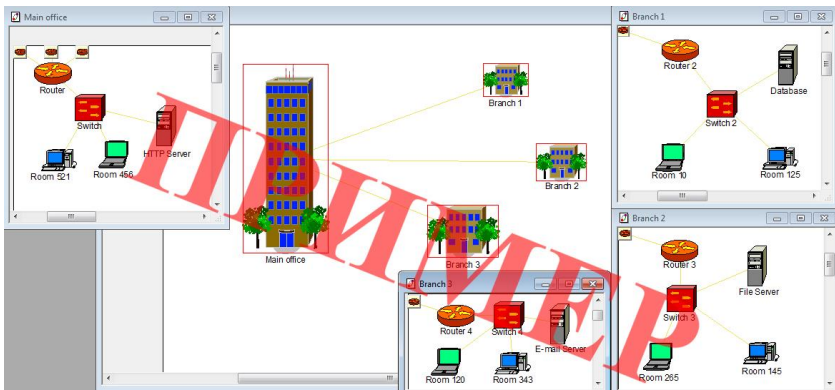 Main office
Router
Switch
HTTP Server
Room 521
Room 456
Main office
Branch 1
Branch 2
Branch 3
Branch 1
Router 2
Database
Switch 2
Room 10
Room 125
Branch 2
Router 3
File Server
Switch 3
Room 265
Room 145
Branch 3
Router 4
Switch 4
E-mail Server
Room 120
Room 343
ПРИМЕР